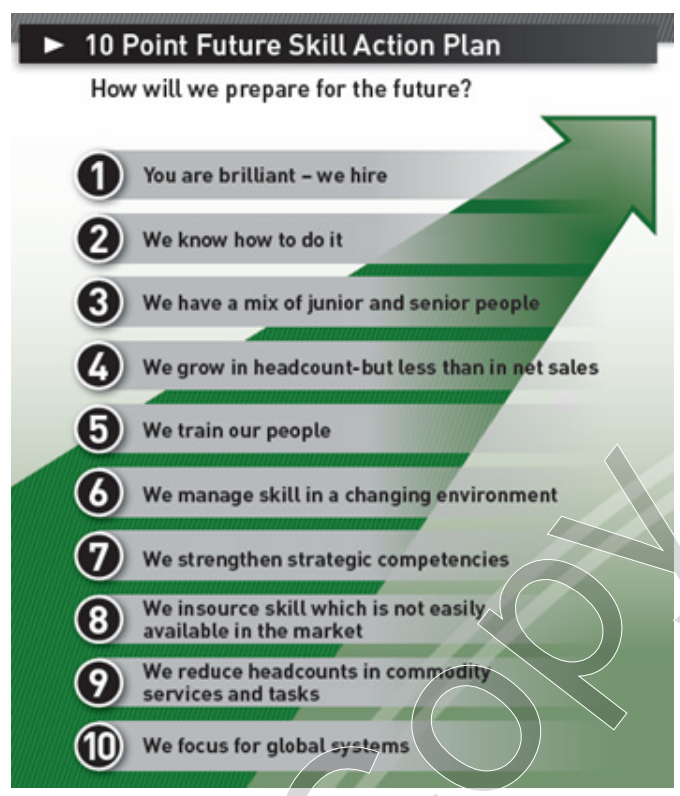 10 Point Future Skill Action Plan
How will we prepare for the future?
1 You are brilliant – we hire
2 We know how to do it
3 We have a mix of junior and senior people
4 We grow in headcount-but less than in net sales
5 We train our people
6 We manage skill in a changing environment
7 We strengthen strategic competencies
8 We insource skill which is not easily
available in the market
9 We reduce headcounts in commodity
services and tasks
10 We focus for global systems
Copy